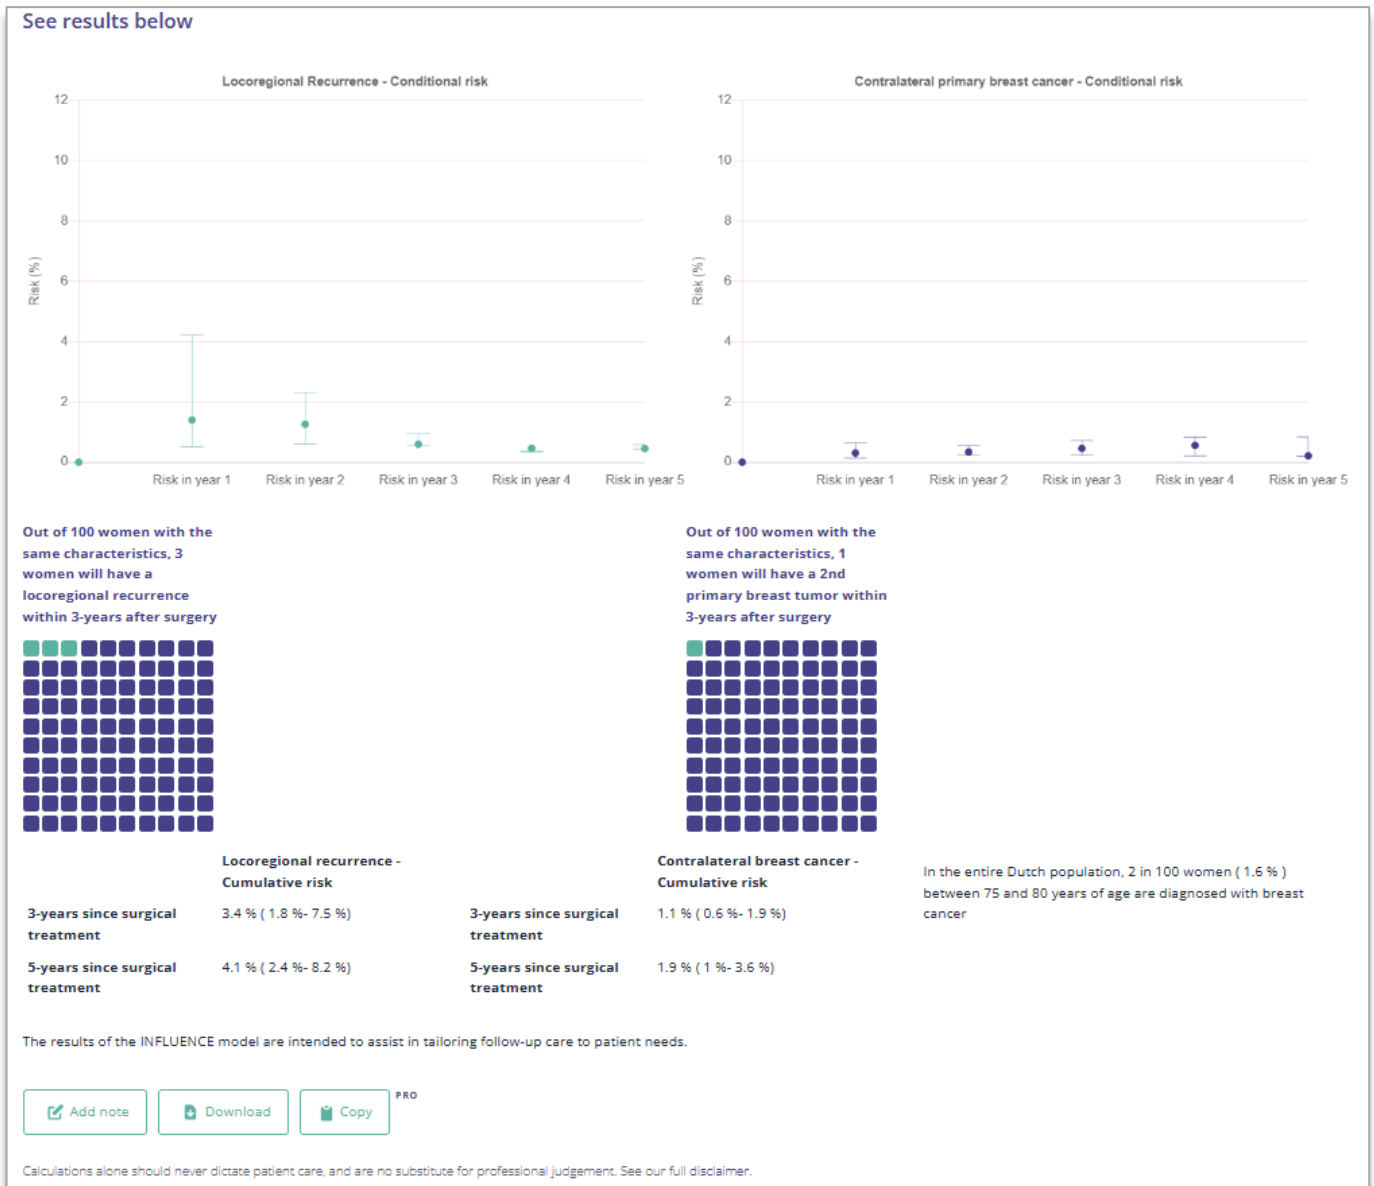 See results below
Locoregional Recurrence - Conditional risk
12
10
8
6
4
2
0
Risk (%)
Risk in year 1
Risk in year 2
Risk in year 3
Risk in year 4
Risk in year 5
Contralateral primary breast cancer - Conditional risk
12
10
8
6
4
2
0
Risk (%)
Risk in year 1
Risk in year 2
Risk in year 3
Risk in year 4
Risk in year 5
Out of 100 women with the
same characteristics, 3
women will have a
locoregional recurrence
within 3-years after surgery
Out of 100 women with the
same characteristics, 1
women will have a 2nd
primary breast tumor within
3-years after surgery
Locoregional recurrence -
Cumulative risk
3-years since surgical
treatment
3.4 % ( 1.8 %- 7.5 %)
5-years since surgical
treatment
4.1 % ( 2.4 %- 8.2 %)
Contralateral breast cancer -
Cumulative risk
3-years since surgical
treatment
1.1 % ( 0.6 %- 1.9 %)
5-years since surgical
treatment
1.9 % ( 1 %- 3.6 %)
In the entire Dutch population, 2 in 100 women ( 1.6 % )
between 75 and 80 years of age are diagnosed with breast
cancer
The results of the INFLUENCE model are intended to assist in tailoring follow-up care to patient needs.
Add note
Download
Copy
PRO
Calculations alone should never dictate patient care, and are no substitute for professional judgement. See our full disclaimer.